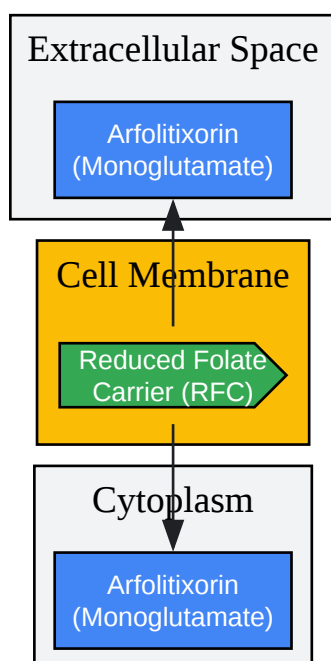 Extracellular Space
Arfolitixorin
(Monoglutamate)
Cell Membrane
Reduced Folate
Carrier (RFC)
Cytoplasm
Arfolitixorin
(Monoglutamate)